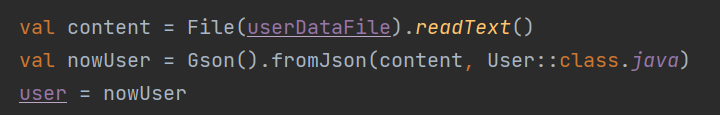 val content = File(userDataFile).readText()
val nowUser = Gson().fromJson(content, User::class.java)
user = nowUser